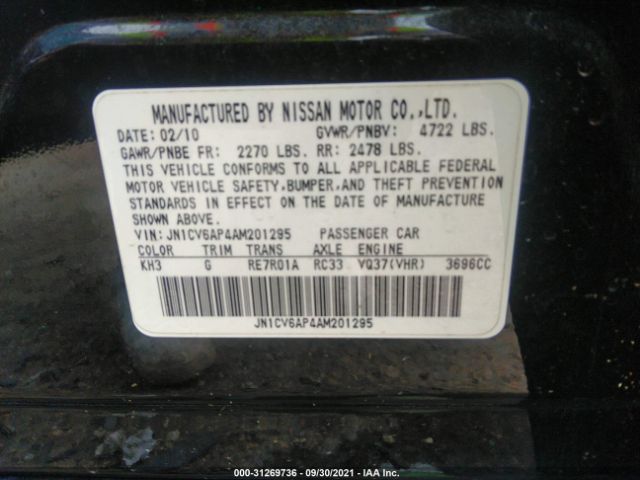 MANUFACTURED BY NISSAN MOTOR CO.,LTD.
DATE: 02/10 GVWR/PNBV: 4722 LBS.
GAWR/PNBE FR: 2270 LBS. RR: 2478 LBS.
THIS VEHICLE CONFORMS TO ALL APPLICABLE FEDERAL
MOTOR VEHICLE SAFETY,BUMPER,AND THEFT PREVENTION
STANDARDS IN EFFECT ON THE DATE OF MANUFACTURE
SHOWN ABOVE.
VIN: JN1CV6AP4AM201295 PASSENGER CAR
COLOR TRIM TRANS AXLE ENGINE
KH3 G RE7R01A RC33 VQ37(VHR) 3696CC
JN1CV6AP4AM201295
000-31269736 - 09/30/2021 - IAA Inc.